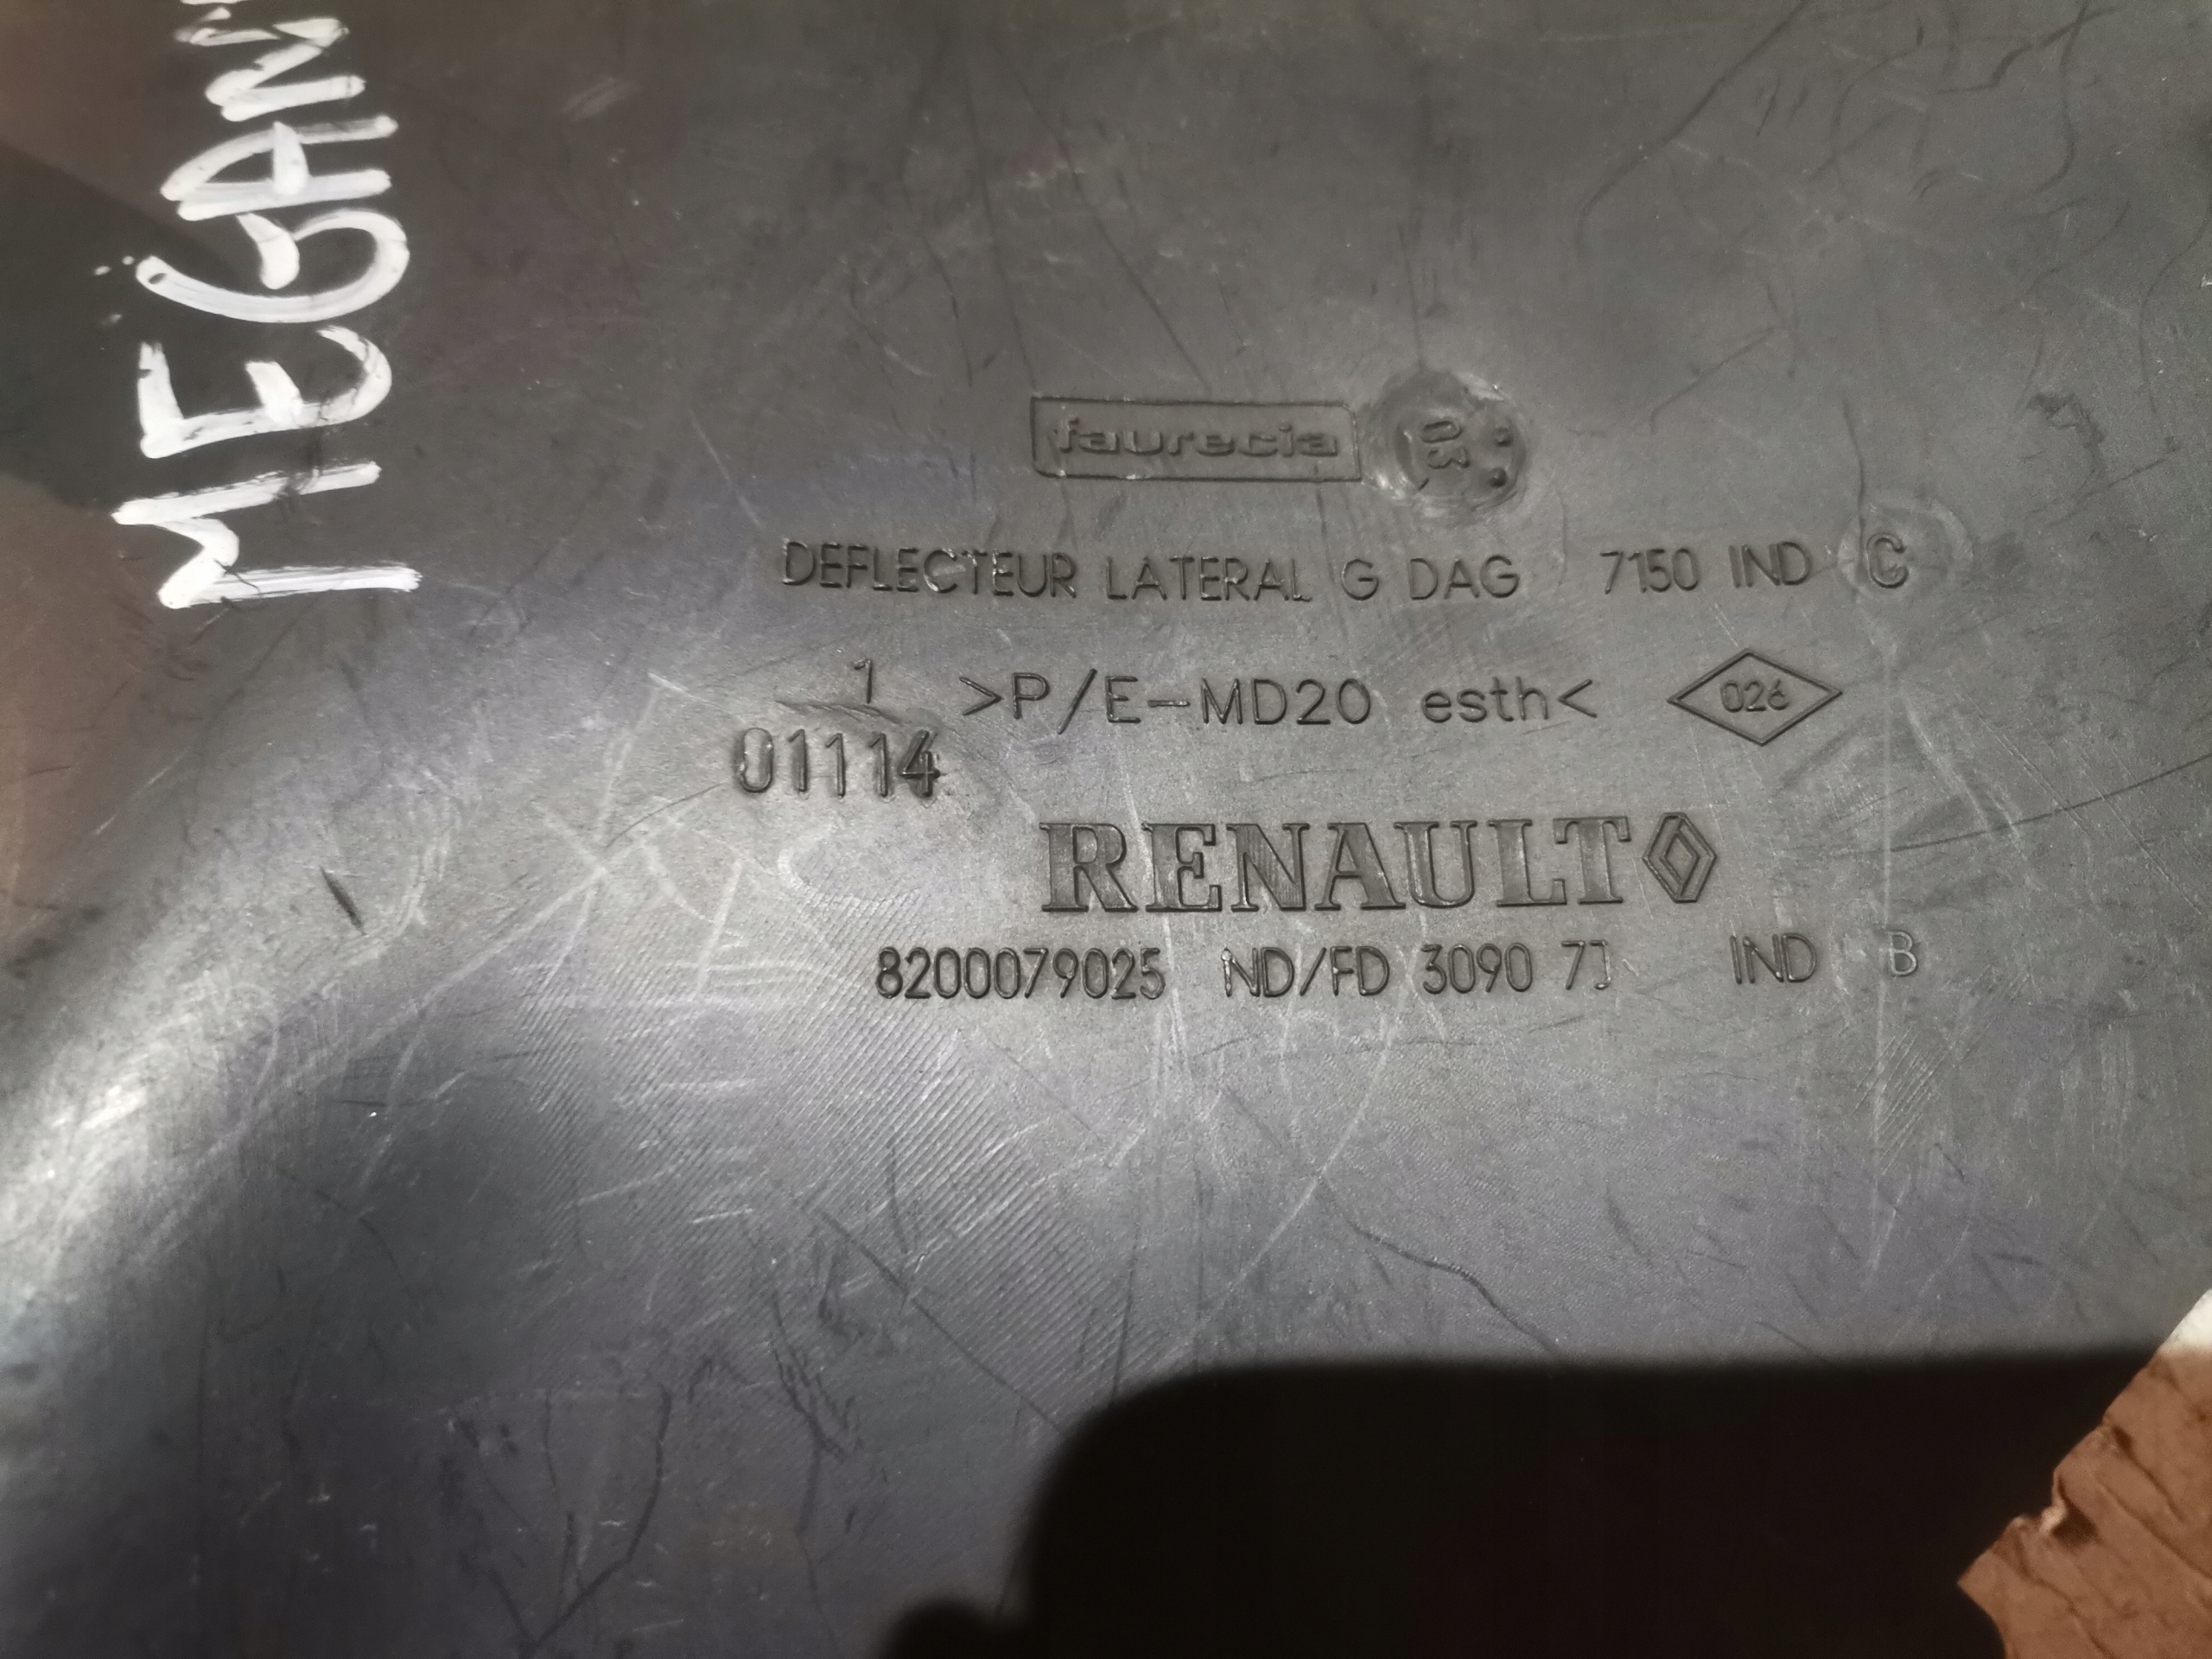 MEGAN
faurecia
03
DEFLECTEUR LATERAL G DAG 7150 IND C
1 >P/E-MD20 esth< 026
01114
RENAULT
8200079025 ND/FD 3090 71 IND B